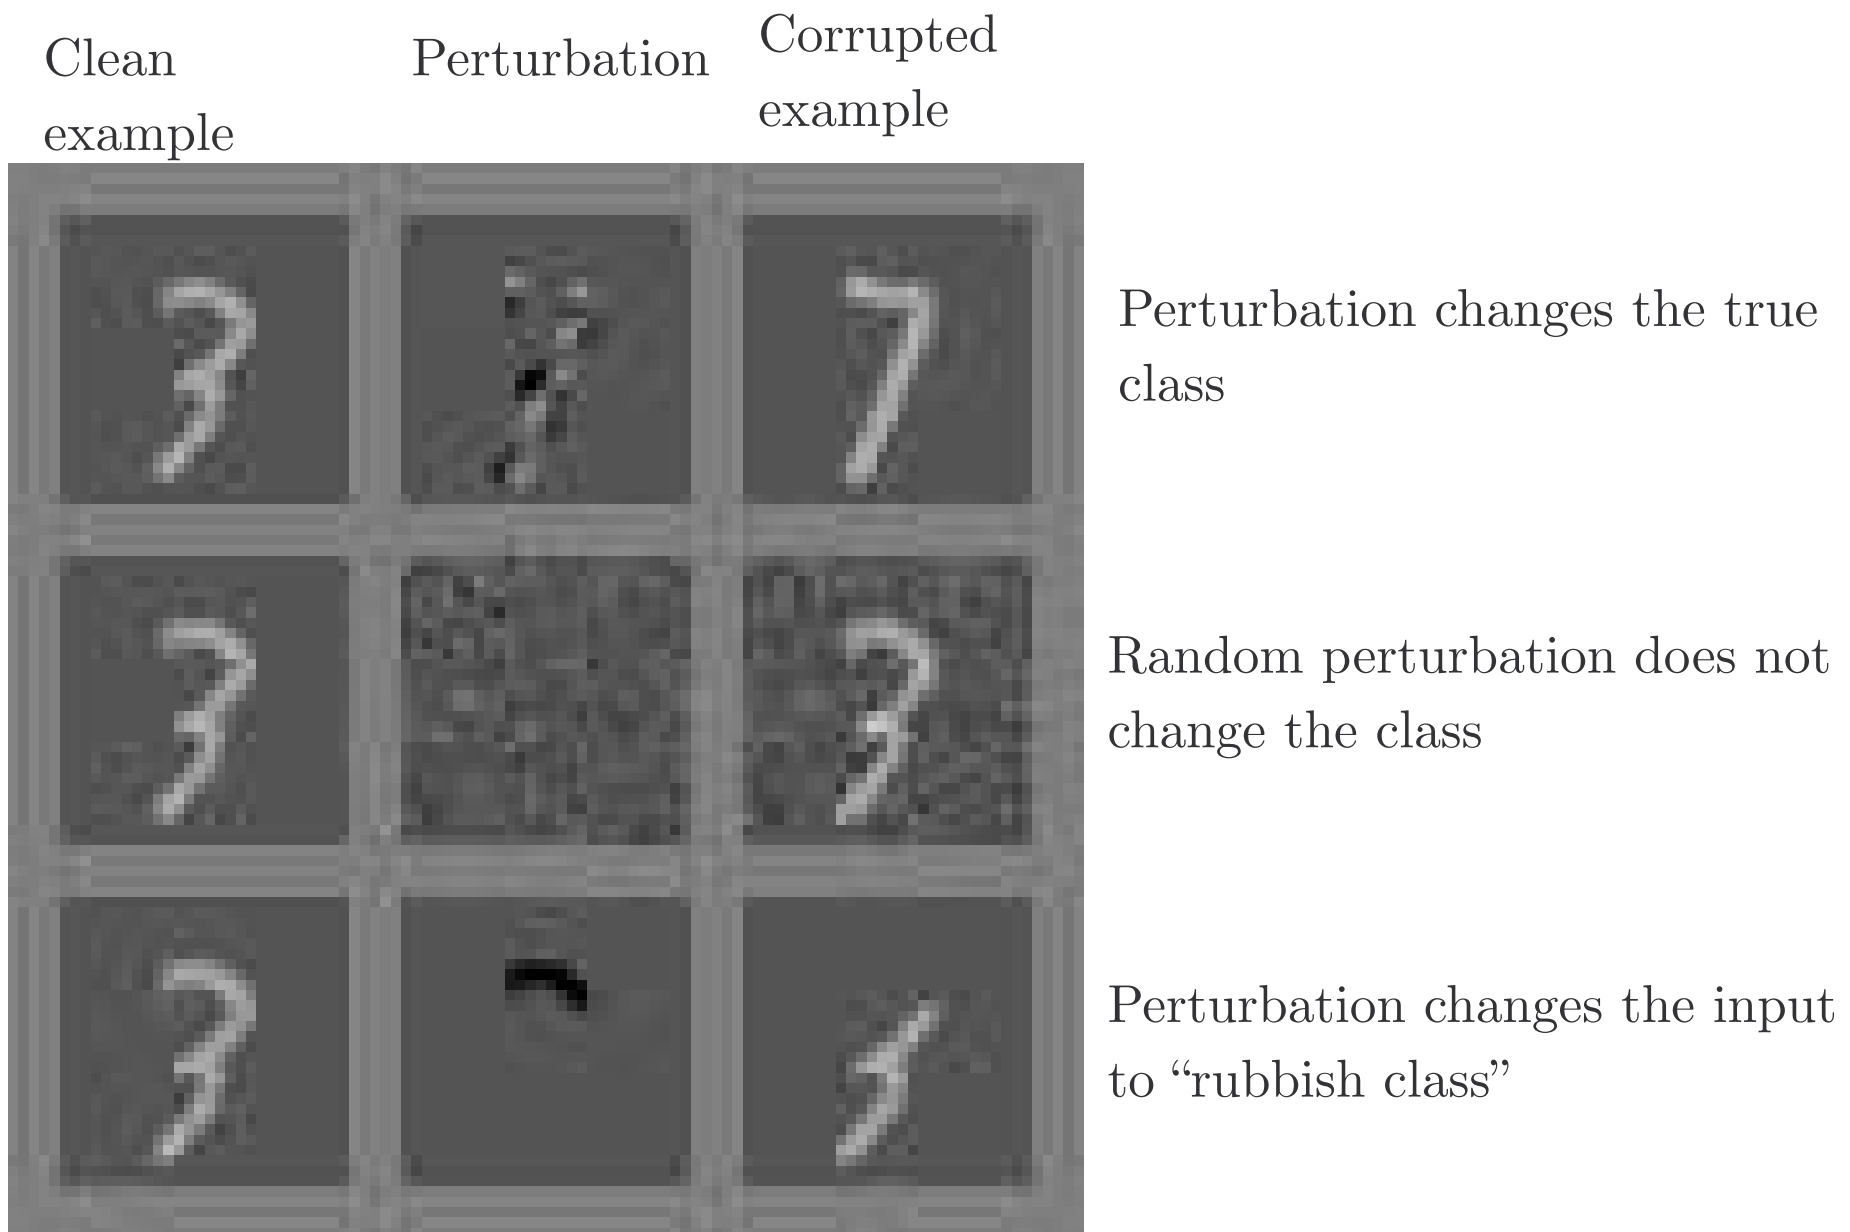 Clean
example
Perturbation
Corrupted
example
Perturbation changes the true
class
Random perturbation does not
change the class
Perturbation changes the input
to “rubbish class”